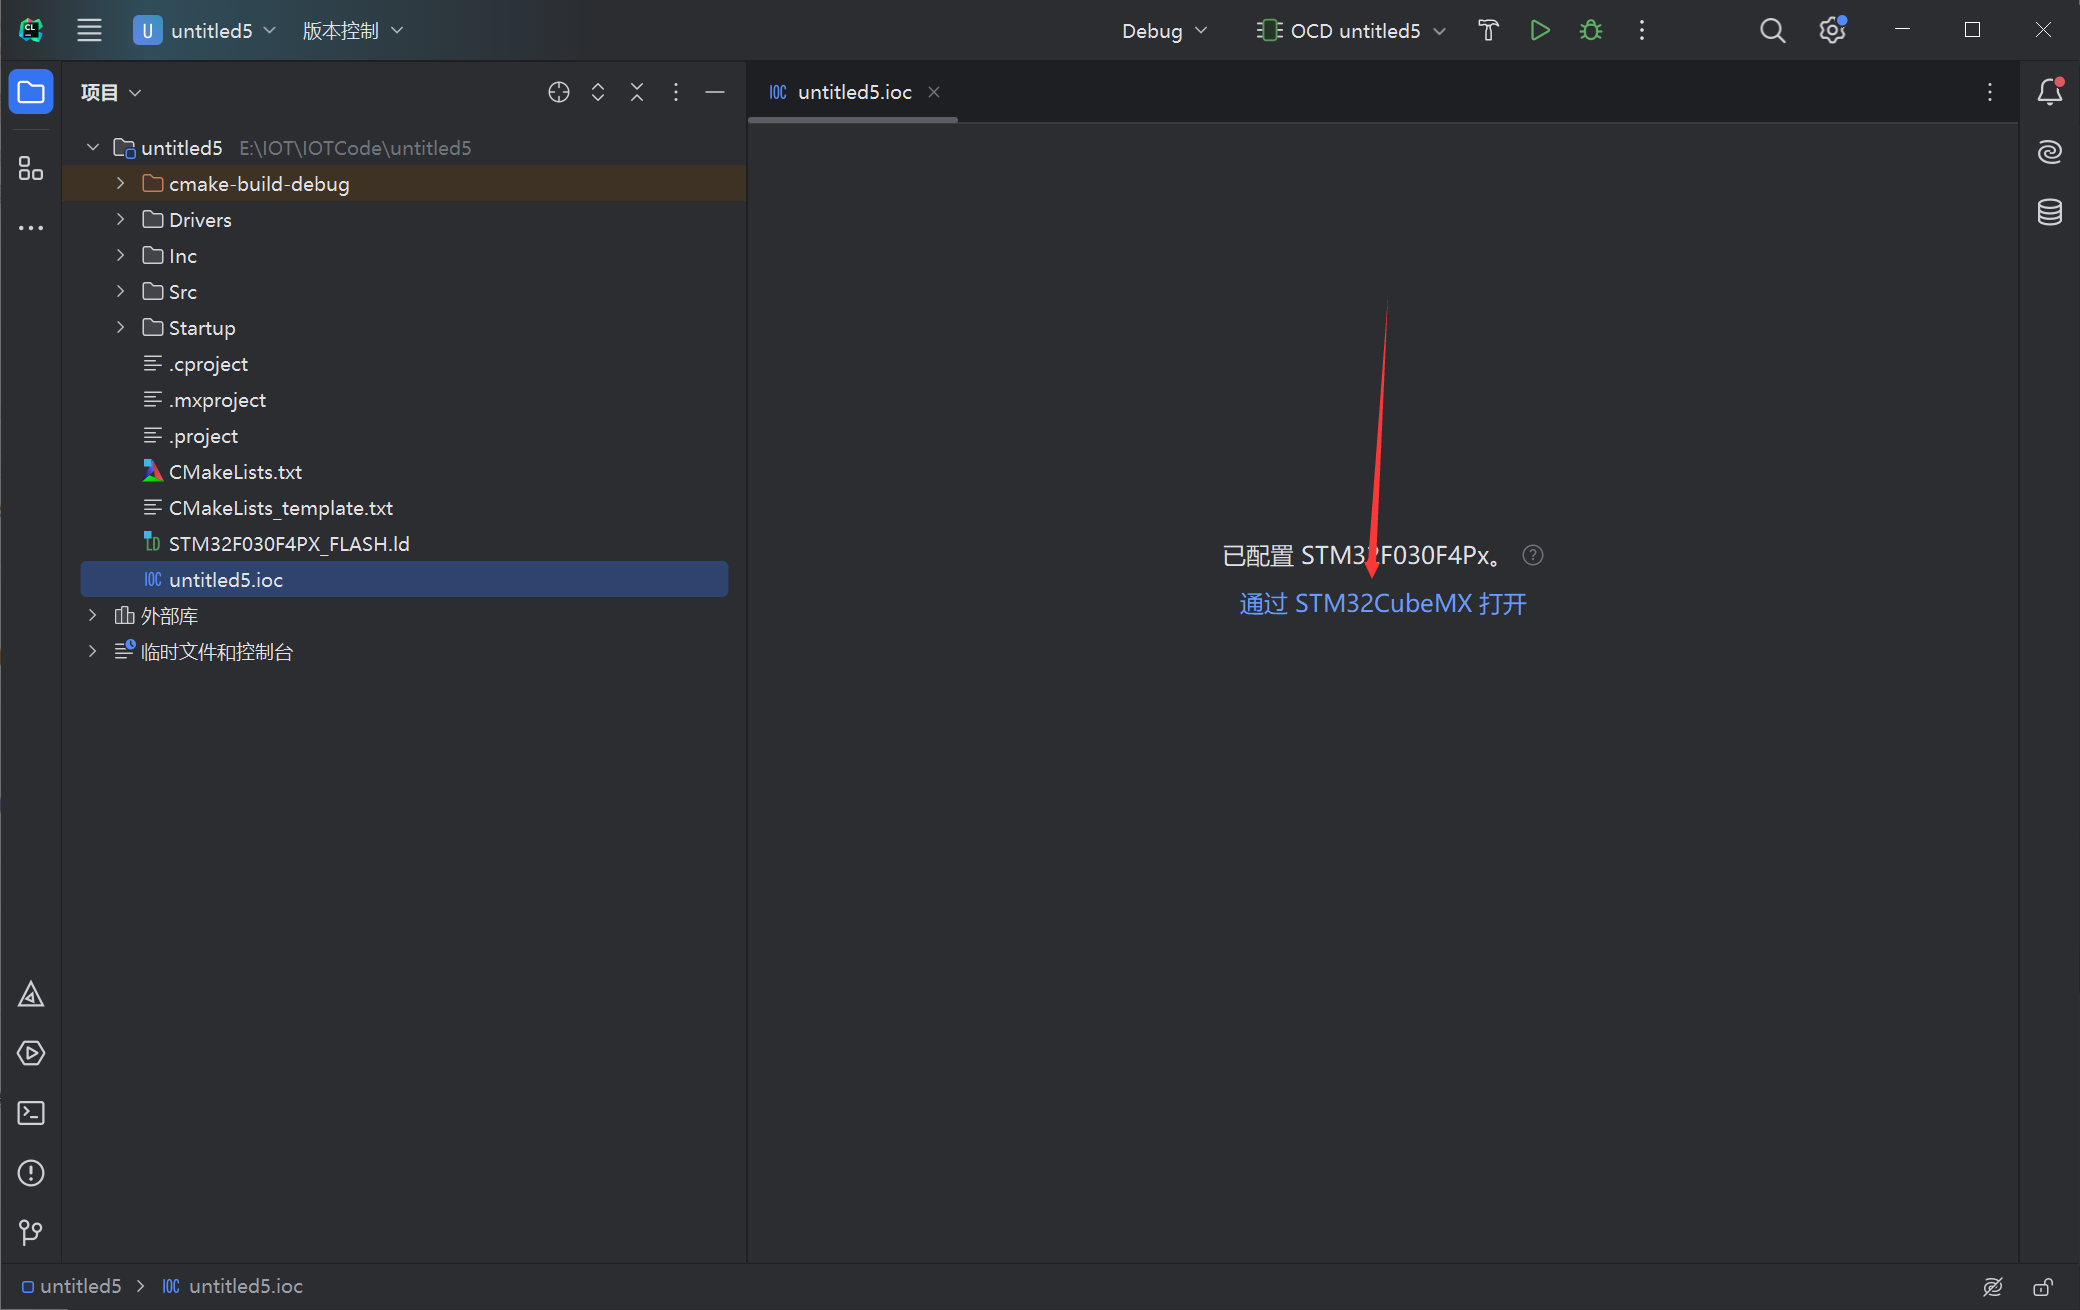 untitled5
版本控制
Debug
OCD untitled5
项目
untitled5.ioc
untitled5 E:\IOT\IOTCode\untitled5
cmake-build-debug
Drivers
Inc
Src
Startup
.cproject
.mxproject
.project
CMakeLists.txt
CMakeLists_template.txt
STM32F030F4PX_FLASH.ld
untitled5.ioc
外部库
临时文件和控制台
已配置 STM32F030F4Px。
通过 STM32CubeMX 打开
untitled5 > untitled5.ioc